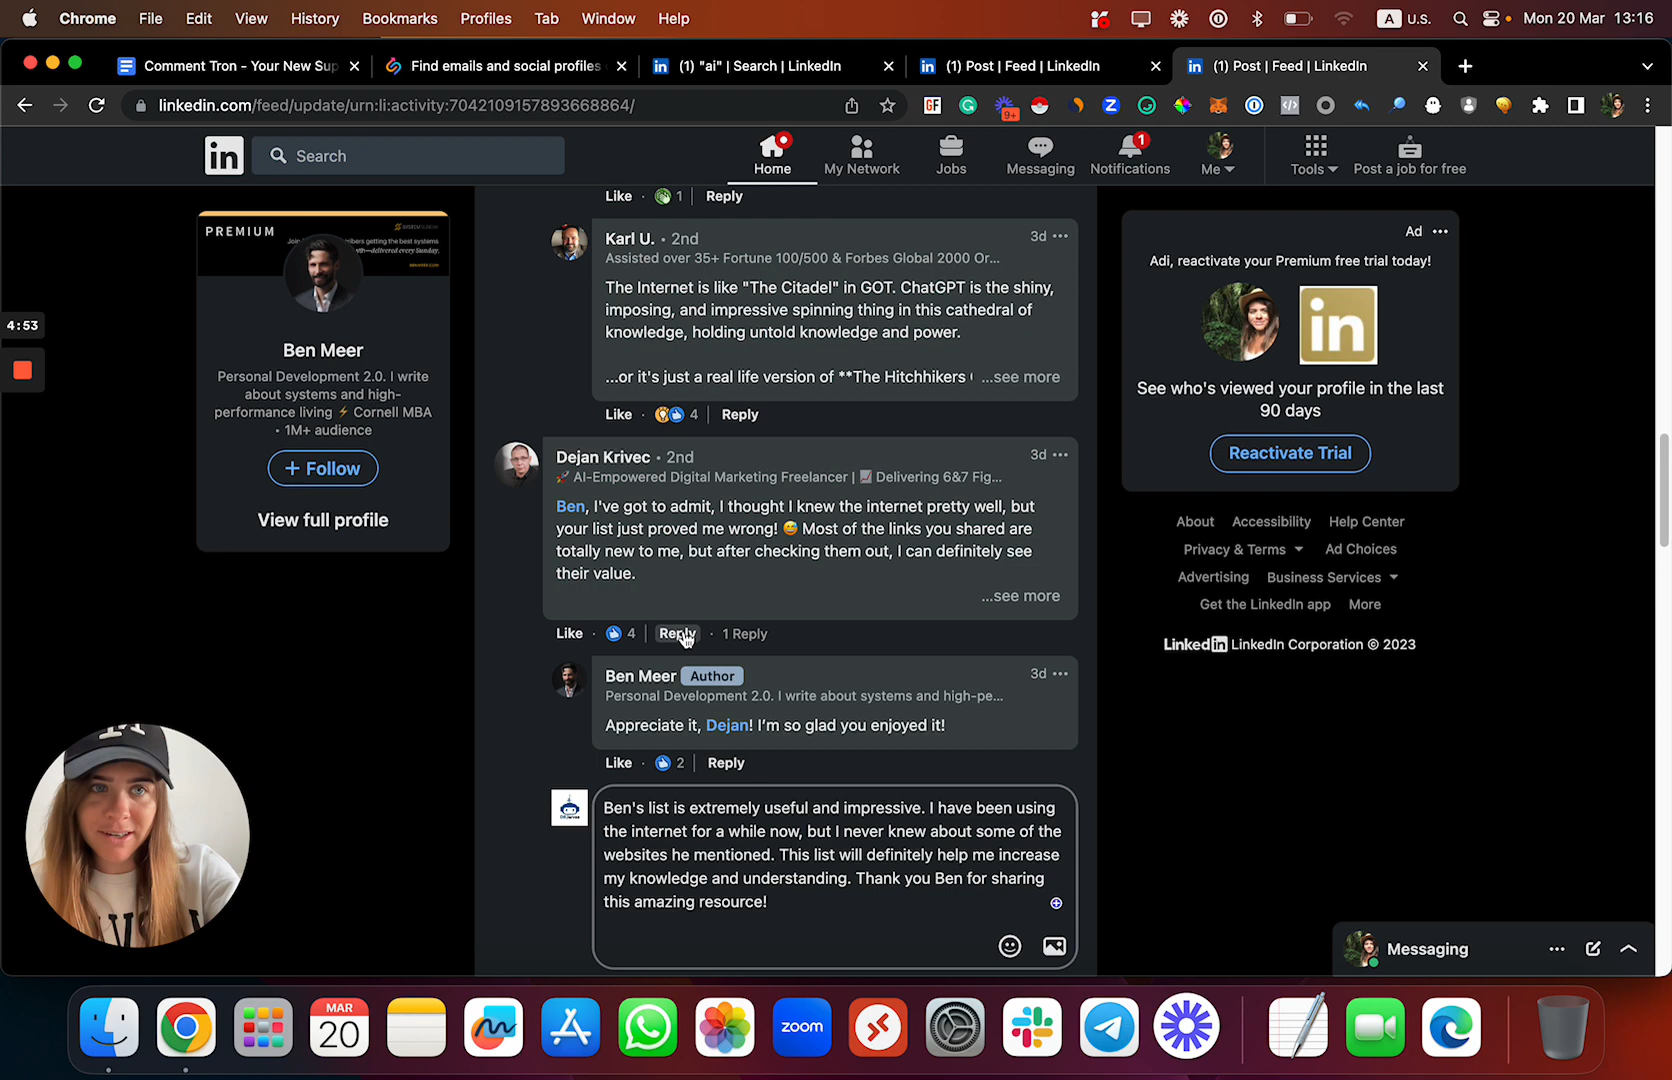 Chrome File Edit View History Bookmarks Profiles Tab Window Help
A U.S. Mon 20 Mar 13:16
Comment Tron - Your New Sup
Find emails and social profiles
in (1) "ai" | Search | LinkedIn
in (1) Post | Feed | LinkedIn
in (1) Post | Feed | LinkedIn
linkedin.com/feed/update/urn:li:activity:7042109157893668864/
GF
9+
in Search
Home
My Network
Jobs
Messaging
1
Notifications
Me
Tools
Post a job for free
4:53
PREMIUM
SYSTEM SUNDAY
Ben Meer
Personal Development 2.0. I write
about systems and high-
performance living ⚡ Cornell MBA
• 1M+ audience
+ Follow
View full profile
Like · 1 | Reply
Karl U. • 2nd 3d
Assisted over 35+ Fortune 100/500 & Forbes Global 2000 Or...
The Internet is like "The Citadel" in GOT. ChatGPT is the shiny,
imposing, and impressive spinning thing in this cathedral of
knowledge, holding untold knowledge and power.
...or it's just a real life version of **The Hitchhikers ...see more
Like · 4 | Reply
Dejan Krivec • 2nd 3d
🚀 AI-Empowered Digital Marketing Freelancer | 📈 Delivering 6&7 Fig...
Ben, I've got to admit, I thought I knew the internet pretty well, but
your list just proved me wrong! 😅 Most of the links you shared are
totally new to me, but after checking them out, I can definitely see
their value.
...see more
Like · 4 | Reply · 1 Reply
Ben Meer Author 3d
Personal Development 2.0. I write about systems and high-pe...
Appreciate it, Dejan! I'm so glad you enjoyed it!
Like · 2 | Reply
Ben's list is extremely useful and impressive. I have been using
the internet for a while now, but I never knew about some of the
websites he mentioned. This list will definitely help me increase
my knowledge and understanding. Thank you Ben for sharing
this amazing resource!
Ad
Adi, reactivate your Premium free trial today!
in
See who's viewed your profile in the last
90 days
Reactivate Trial
About Accessibility Help Center
Privacy & Terms Ad Choices
Advertising Business Services
Get the LinkedIn app More
LinkedIn LinkedIn Corporation © 2023
Messaging
MAR
20
zoom